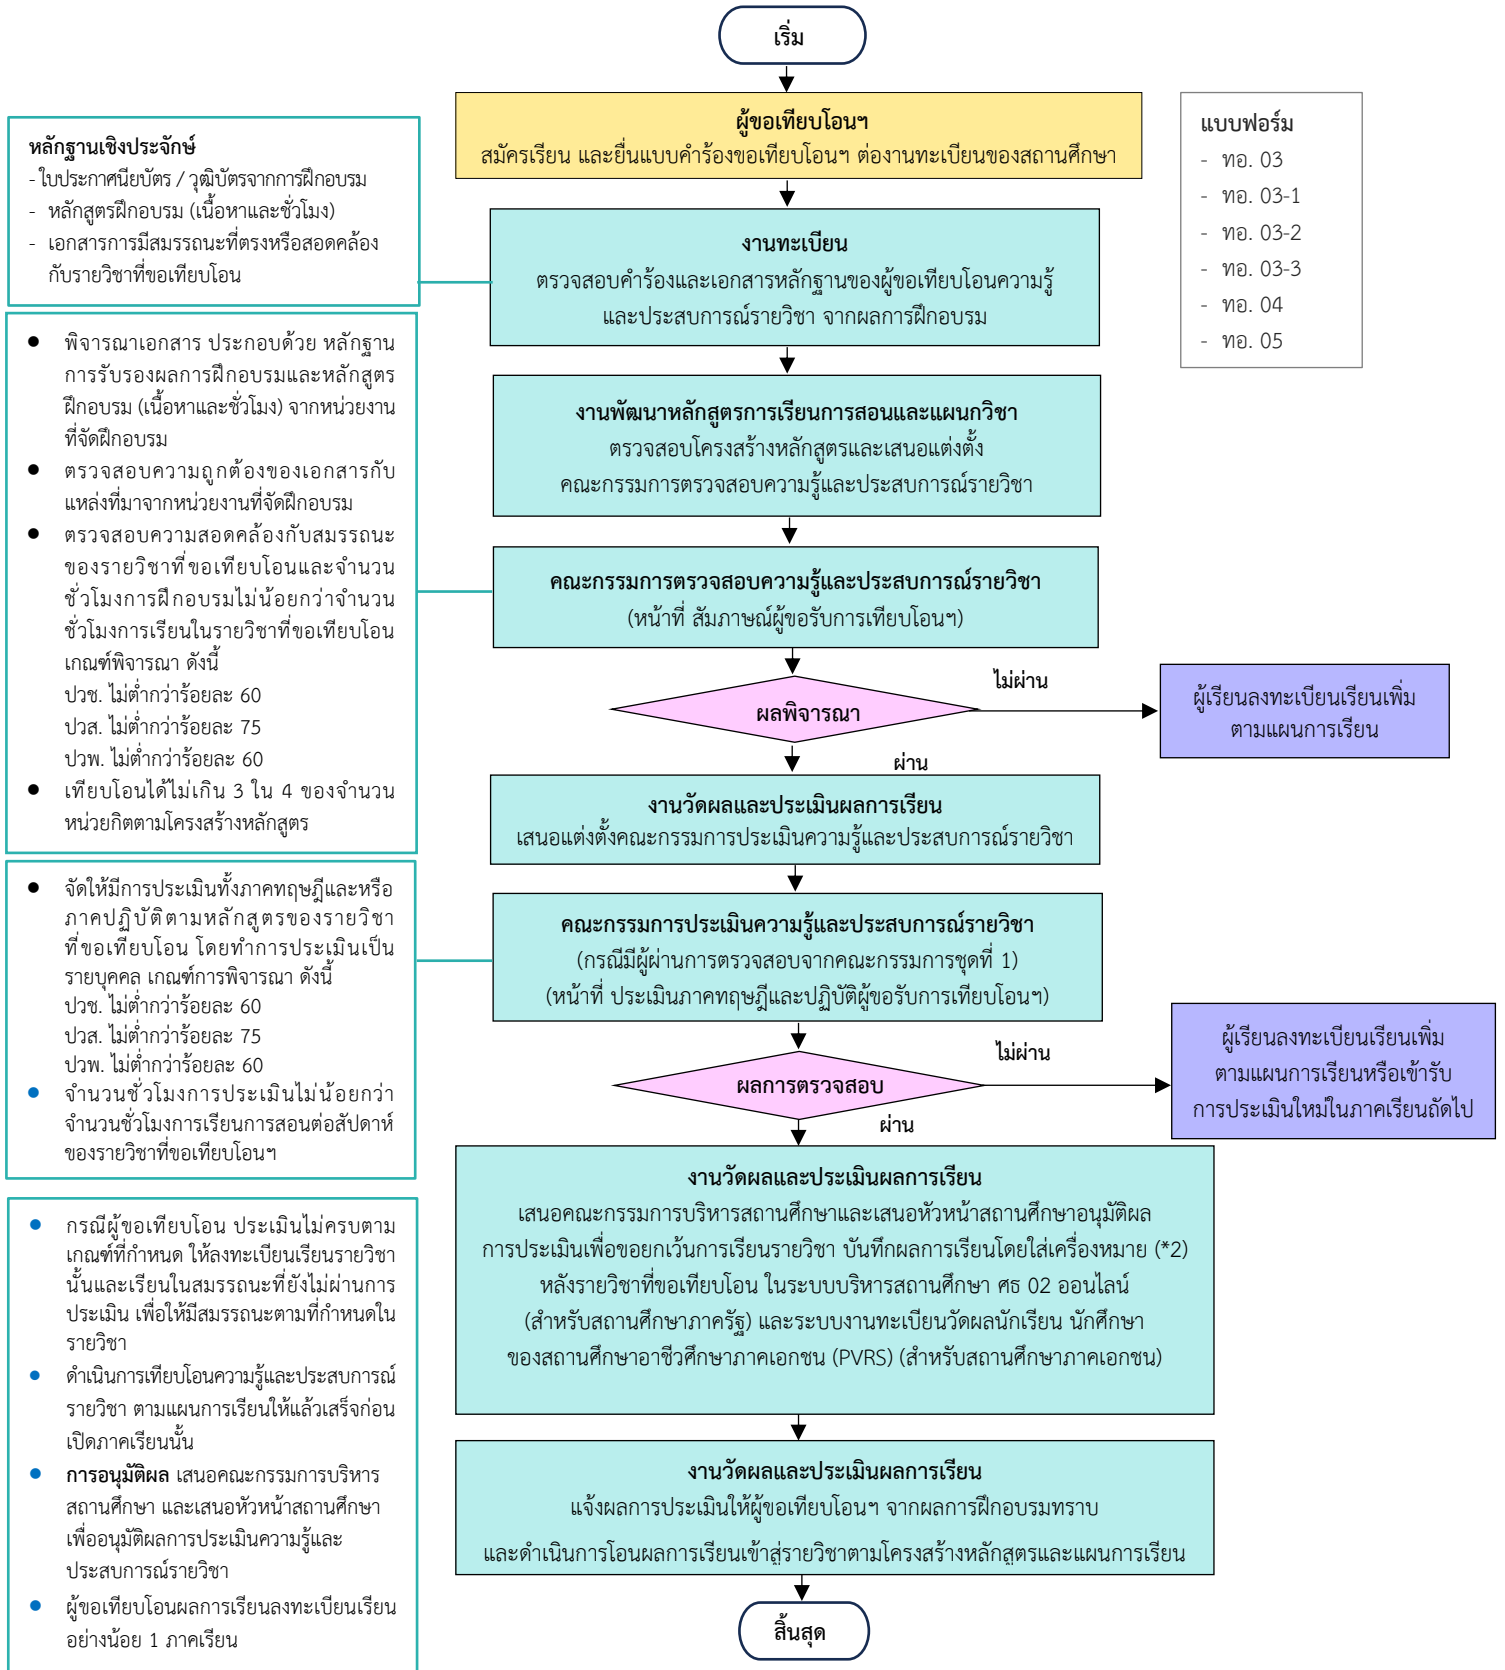 เริ่ม
ผู้ขอเทียบโอนฯ
สมัครเรียน และยื่นแบบคำร้องขอเทียบโอนฯ ต่องานทะเบียนของสถานศึกษา
แบบฟอร์ม
- ทอ. 03
- ทอ. 03-1
- ทอ. 03-2
- ทอ. 03-3
- ทอ. 04
- ทอ. 05
หลักฐานเชิงประจักษ์
- ใบประกาศนียบัตร / วุฒิบัตรจากการฝึกอบรม
- หลักสูตรฝึกอบรม (เนื้อหาและชั่วโมง)
- เอกสารการมีสมรรถนะที่ตรงหรือสอดคล้อง
กับรายวิชาที่ขอเทียบโอน
งานทะเบียน
ตรวจสอบคำร้องและเอกสารหลักฐานของผู้ขอเทียบโอนความรู้
และประสบการณ์รายวิชา จากผลการฝึกอบรม
● พิจารณาเอกสาร ประกอบด้วย หลักฐาน
การรับรองผลการฝึกอบรมและหลักสูตร
ฝึกอบรม (เนื้อหาและชั่วโมง) จากหน่วยงาน
ที่จัดฝึกอบรม
● ตรวจสอบความถูกต้องของเอกสารกับ
แหล่งที่มาจากหน่วยงานที่จัดฝึกอบรม
● ตรวจสอบความสอดคล้องกับสมรรถนะ
ของรายวิชาที่ขอเทียบโอนและจำนวน
ชั่วโมงการฝึกอบรมไม่น้อยกว่าจำนวน
ชั่วโมงการเรียนในรายวิชาที่ขอเทียบโอน
เกณฑ์พิจารณา ดังนี้
ปวช. ไม่ต่ำกว่าร้อยละ 60
ปวส. ไม่ต่ำกว่าร้อยละ 75
ปวพ. ไม่ต่ำกว่าร้อยละ 60
● เทียบโอนได้ไม่เกิน 3 ใน 4 ของจำนวน
หน่วยกิตตามโครงสร้างหลักสูตร
งานพัฒนาหลักสูตรการเรียนการสอนและแผนกวิชา
ตรวจสอบโครงสร้างหลักสูตรและเสนอแต่งตั้ง
คณะกรรมการตรวจสอบความรู้และประสบการณ์รายวิชา
คณะกรรมการตรวจสอบความรู้และประสบการณ์รายวิชา
(หน้าที่ สัมภาษณ์ผู้ขอรับการเทียบโอนฯ)
ผลพิจารณา
ไม่ผ่าน
ผู้เรียนลงทะเบียนเรียนเพิ่ม
ตามแผนการเรียน
ผ่าน
งานวัดผลและประเมินผลการเรียน
เสนอแต่งตั้งคณะกรรมการประเมินความรู้และประสบการณ์รายวิชา
● จัดให้มีการประเมินทั้งภาคทฤษฎีและหรือ
ภาคปฏิบัติตามหลักสูตรของรายวิชา
ที่ขอเทียบโอน โดยทำการประเมินเป็น
รายบุคคล เกณฑ์การพิจารณา ดังนี้
ปวช. ไม่ต่ำกว่าร้อยละ 60
ปวส. ไม่ต่ำกว่าร้อยละ 75
ปวพ. ไม่ต่ำกว่าร้อยละ 60
● จำนวนชั่วโมงการประเมินไม่น้อยกว่า
จำนวนชั่วโมงการเรียนการสอนต่อสัปดาห์
ของรายวิชาที่ขอเทียบโอนฯ
คณะกรรมการประเมินความรู้และประสบการณ์รายวิชา
(กรณีมีผู้ผ่านการตรวจสอบจากคณะกรรมการชุดที่ 1)
(หน้าที่ ประเมินภาคทฤษฎีและปฏิบัติผู้ขอรับการเทียบโอนฯ)
ผลการตรวจสอบ
ไม่ผ่าน
ผู้เรียนลงทะเบียนเรียนเพิ่ม
ตามแผนการเรียนหรือเข้ารับ
การประเมินใหม่ในภาคเรียนถัดไป
ผ่าน
งานวัดผลและประเมินผลการเรียน
เสนอคณะกรรมการบริหารสถานศึกษาและเสนอหัวหน้าสถานศึกษาอนุมัติผล
การประเมินเพื่อขอยกเว้นการเรียนรายวิชา บันทึกผลการเรียนโดยใส่เครื่องหมาย (*2)
หลังรายวิชาที่ขอเทียบโอน ในระบบบริหารสถานศึกษา ศธ 02 ออนไลน์
(สำหรับสถานศึกษาภาครัฐ) และระบบงานทะเบียนวัดผลนักเรียน นักศึกษา
ของสถานศึกษาอาชีวศึกษาภาคเอกชน (PVRS) (สำหรับสถานศึกษาภาคเอกชน)
● กรณีผู้ขอเทียบโอน ประเมินไม่ครบตาม
เกณฑ์ที่กำหนด ให้ลงทะเบียนเรียนรายวิชา
นั้นและเรียนในสมรรถนะที่ยังไม่ผ่านการ
ประเมิน เพื่อให้มีสมรรถนะตามที่กำหนดใน
รายวิชา
● ดำเนินการเทียบโอนความรู้และประสบการณ์
รายวิชา ตามแผนการเรียนให้แล้วเสร็จก่อน
เปิดภาคเรียนนั้น
● การอนุมัติผล เสนอคณะกรรมการบริหาร
สถานศึกษา และเสนอหัวหน้าสถานศึกษา
เพื่ออนุมัติผลการประเมินความรู้และ
ประสบการณ์รายวิชา
● ผู้ขอเทียบโอนผลการเรียนลงทะเบียนเรียน
อย่างน้อย 1 ภาคเรียน
งานวัดผลและประเมินผลการเรียน
แจ้งผลการประเมินให้ผู้ขอเทียบโอนฯ จากผลการฝึกอบรมทราบ
และดำเนินการโอนผลการเรียนเข้าสู่รายวิชาตามโครงสร้างหลักสูตรและแผนการเรียน
สิ้นสุด